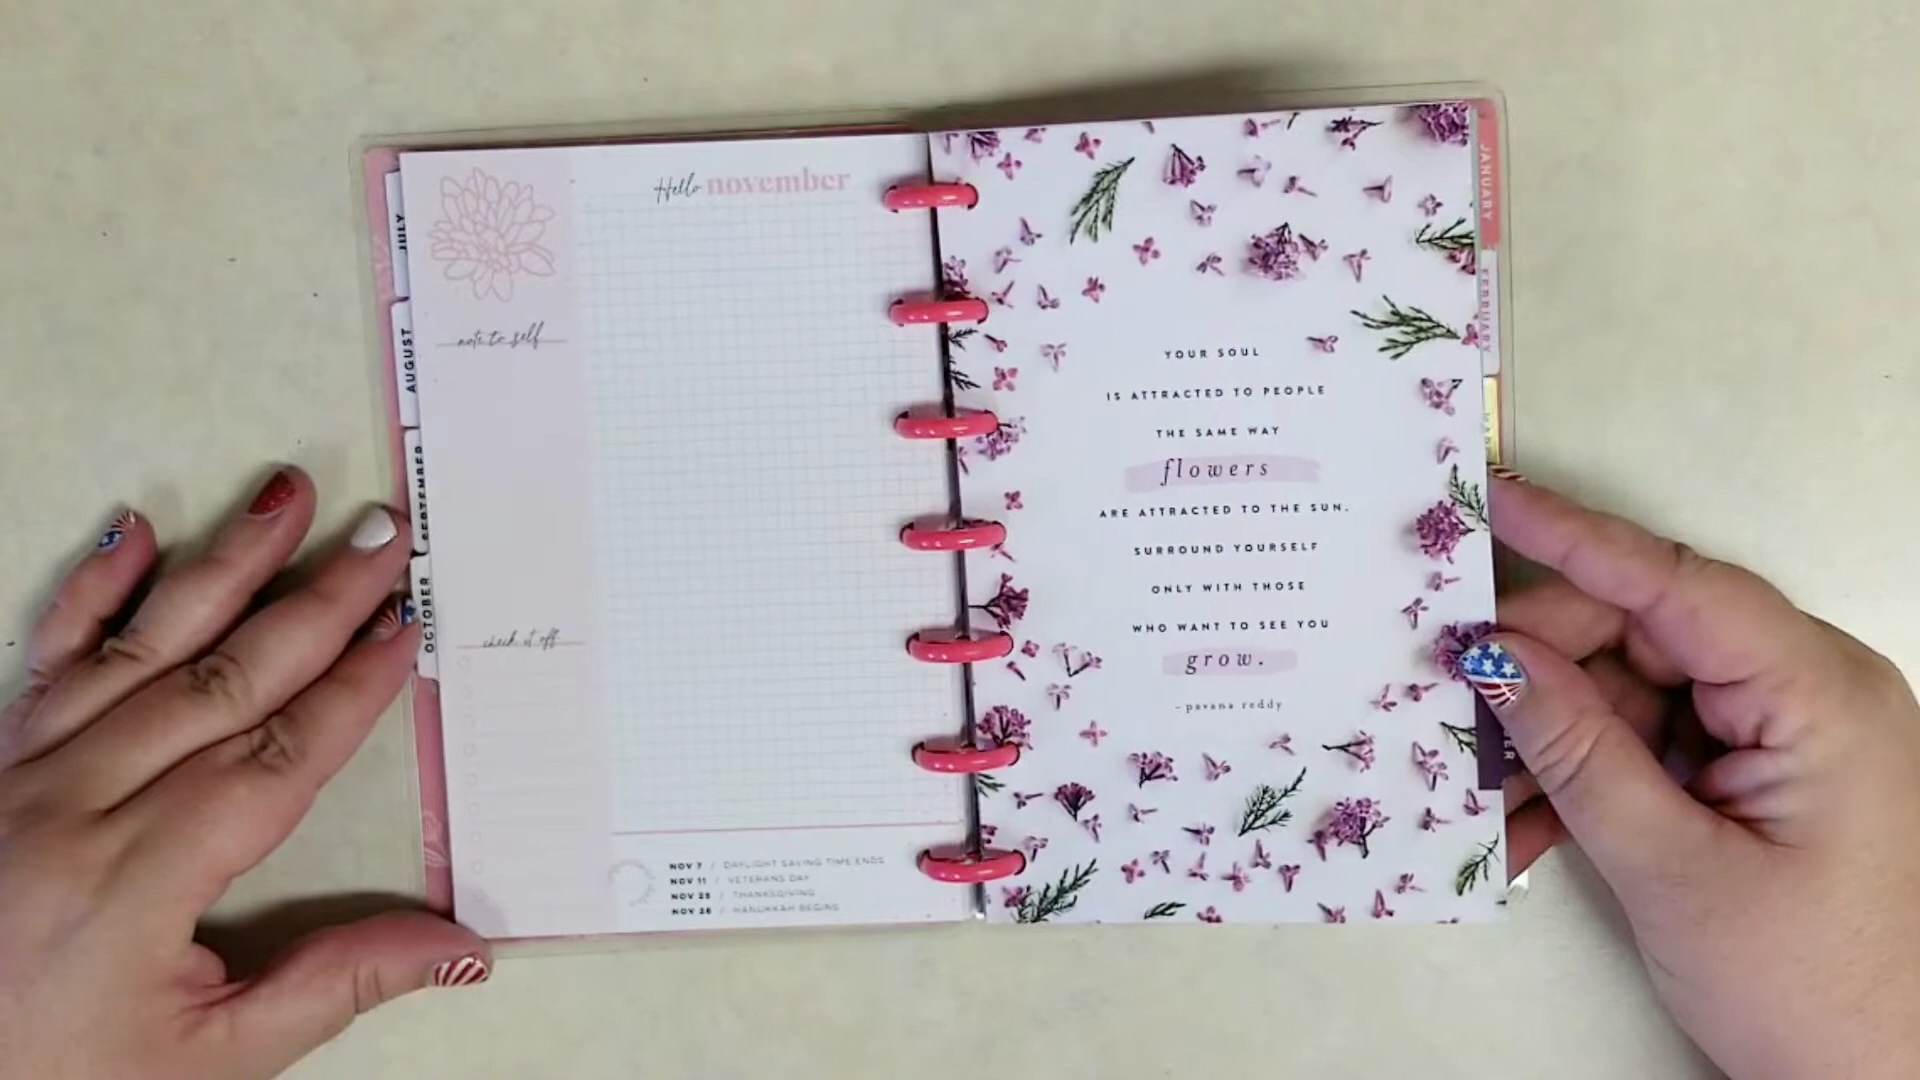 JULY
AUGUST
SEPTEMBER
OCTOBER
Hello november
note to self
check it off
NOV 7 / DAYLIGHT SAVING TIME ENDS
NOV 11 / VETERANS DAY
NOV 25 / THANKSGIVING
NOV 28 / HANUKKAH BEGINS
YOUR SOUL
IS ATTRACTED TO PEOPLE
THE SAME WAY
flowers
ARE ATTRACTED TO THE SUN.
SURROUND YOURSELF
ONLY WITH THOSE
WHO WANT TO SEE YOU
grow.
- pavana reddy
JANUARY
FEBRUARY